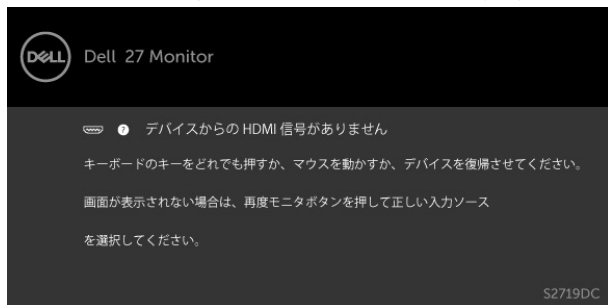 DELL Dell 27 Monitor
? デバイスからの HDMI 信号がありません
キーボードのキーをどれでも押すか、マウスを動かすか、デバイスを復帰させてください。
画面が表示されない場合は、再度モニタボタンを押して正しい入力ソース
を選択してください。
S2719DC